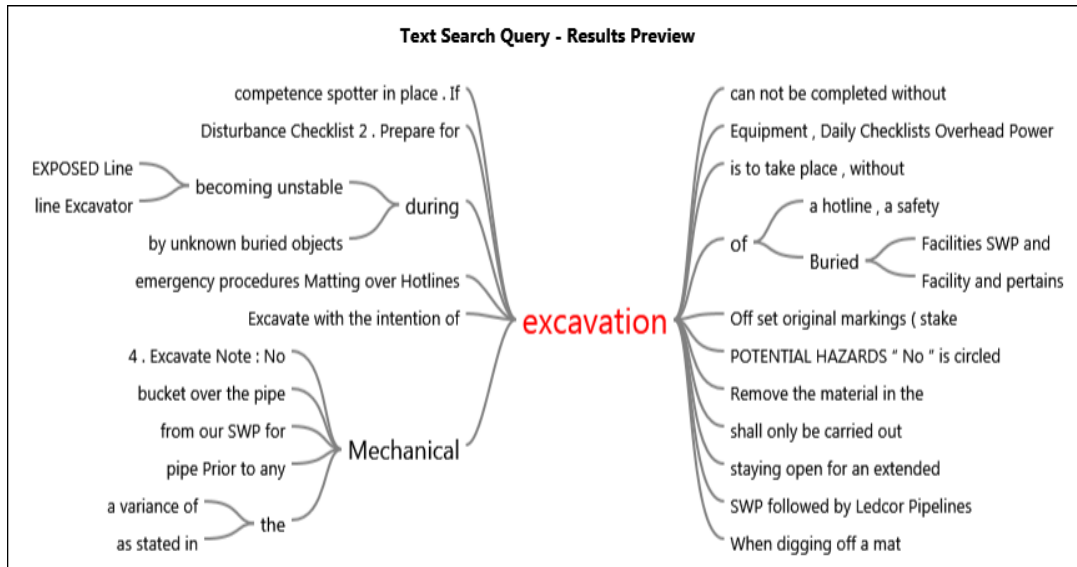 Text Search Query - Results Preview
competence spotter in place . If
Disturbance Checklist 2 . Prepare for
EXPOSED Line
line Excavator
becoming unstable
by unknown buried objects
during
emergency procedures Matting over Hotlines
Excavate with the intention of
4 . Excavate Note : No
bucket over the pipe
from our SWP for
pipe Prior to any
a variance of
as stated in
the
Mechanical
excavation
can not be completed without
Equipment , Daily Checklists Overhead Power
is to take place , without
of
a hotline , a safety
Buried
Facilities SWP and
Facility and pertains
Off set original markings ( stake
POTENTIAL HAZARDS " No " is circled
Remove the material in the
shall only be carried out
staying open for an extended
SWP followed by Ledcor Pipelines
When digging off a mat